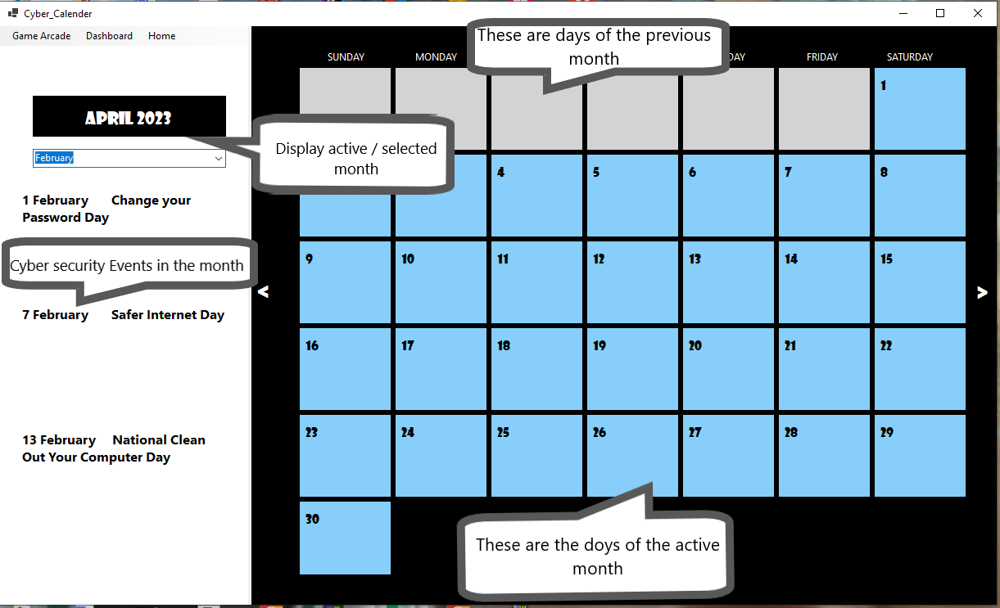 Cyber_Calender
Game Arcade Dashboard Home
These are days of the previous
month
SUNDAY MONDAY DAY FRIDAY SATURDAY
1
APRIL 2023
Display active / selected
month
February
4 5 6 7 8
1 February Change your
Password Day
Cyber security Events in the month
9 10 11 12 13 14 15
< >
7 February Safer Internet Day
16 17 18 19 20 21 22
23 24 25 26 27 28 29
13 February National Clean
Out Your Computer Day
30
These are the doys of the active
month